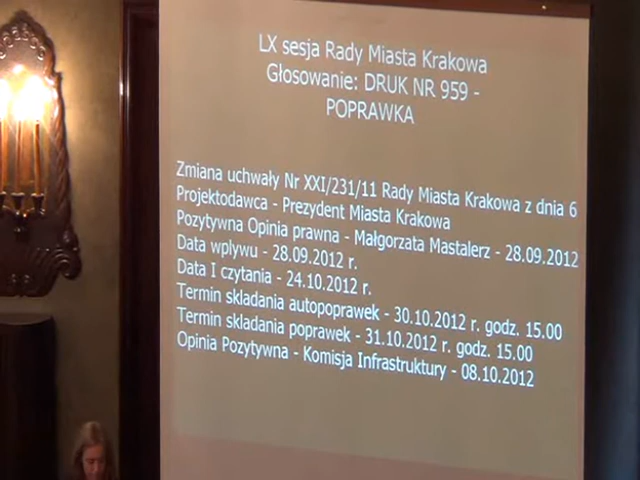 LX sesja Rady Miasta Krakowa
Głosowanie: DRUK NR 959 -
POPRAWKA
Zmiana uchwały Nr XXI/231/11 Rady Miasta Krakowa z dnia 6
Projektodawca - Prezydent Miasta Krakowa
Pozytywna Opinia prawna - Małgorzata Mastalerz - 28.09.2012
Data wpływu - 28.09.2012 r.
Data I czytania - 24.10.2012 r.
Termin skladania autopoprawek - 30.10.2012 r. godz. 15.00
Termin skladania poprawek - 31.10.2012 r. godz. 15.00
Opinia Pozytywna - Komisja Infrastruktury - 08.10.2012